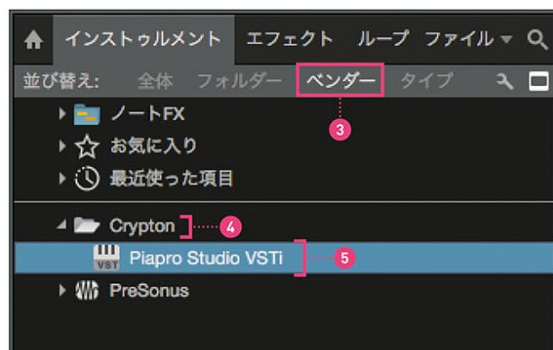 インストゥルメント エフェクト ループ ファイル
並び替え: 全体 フォルダー ベンダー タイプ
3
ノートFX
お気に入り
最近使った項目
Crypton 4
VST Piapro Studio VSTi 5
PreSonus